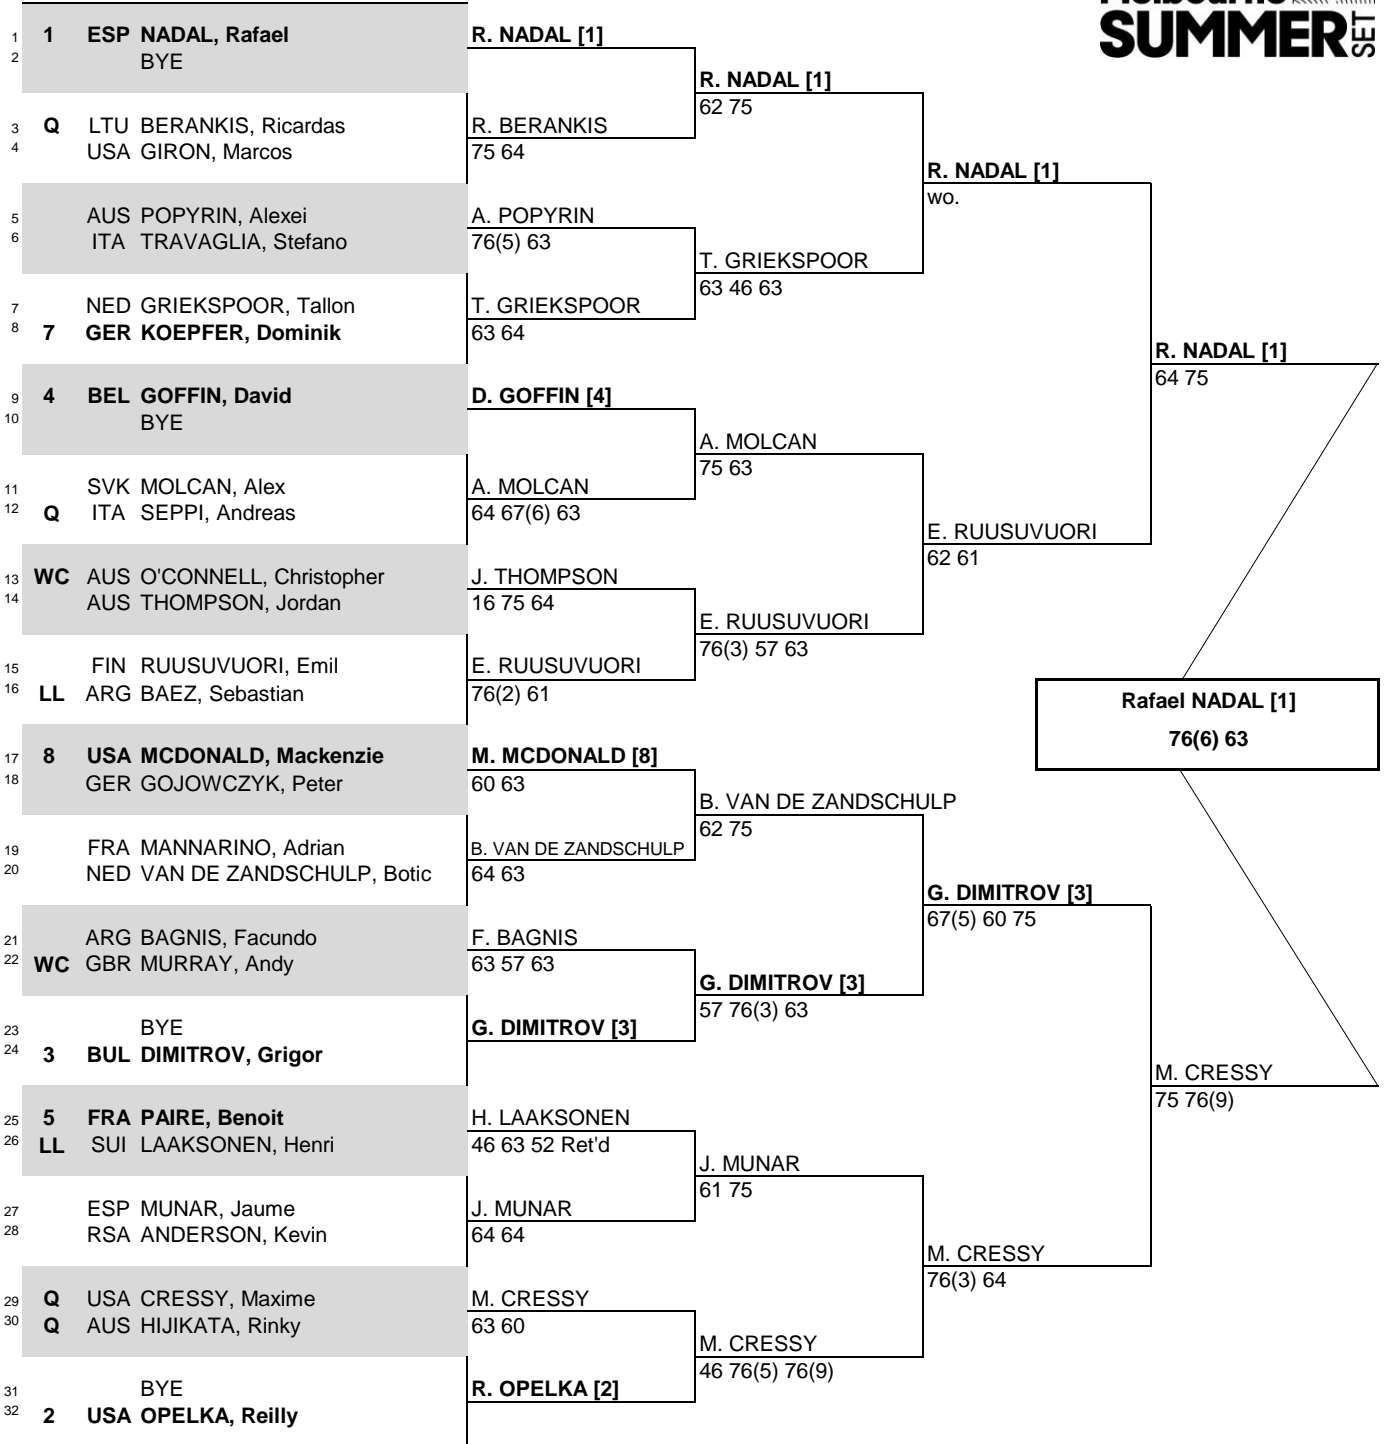 SUMMER SET
1 1 ESP NADAL, Rafael
2 BYE
3 Q LTU BERANKIS, Ricardas
4 USA GIRON, Marcos
5 AUS POPYRIN, Alexei
6 ITA TRAVAGLIA, Stefano
7 NED GRIEKSPOOR, Tallon
8 7 GER KOEPFER, Dominik
9 4 BEL GOFFIN, David
10 BYE
11 SVK MOLCAN, Alex
12 Q ITA SEPPI, Andreas
13 WC AUS O'CONNELL, Christopher
14 AUS THOMPSON, Jordan
15 FIN RUUSUVUORI, Emil
16 LL ARG BAEZ, Sebastian
17 8 USA MCDONALD, Mackenzie
18 GER GOJOWCZYK, Peter
19 FRA MANNARINO, Adrian
20 NED VAN DE ZANDSCHULP, Botic
21 ARG BAGNIS, Facundo
22 WC GBR MURRAY, Andy
23 BYE
24 3 BUL DIMITROV, Grigor
25 5 FRA PAIRE, Benoit
26 LL SUI LAAKSONEN, Henri
27 ESP MUNAR, Jaume
28 RSA ANDERSON, Kevin
29 Q USA CRESSY, Maxime
30 Q AUS HIJIKATA, Rinky
31 BYE
32 2 USA OPELKA, Reilly
R. NADAL [1]
R. BERANKIS
75 64
A. POPYRIN
76(5) 63
T. GRIEKSPOOR
63 64
D. GOFFIN [4]
A. MOLCAN
64 67(6) 63
J. THOMPSON
16 75 64
E. RUUSUVUORI
76(2) 61
M. MCDONALD [8]
60 63
B. VAN DE ZANDSCHULP
64 63
F. BAGNIS
63 57 63
G. DIMITROV [3]
H. LAAKSONEN
46 63 52 Ret'd
J. MUNAR
64 64
M. CRESSY
63 60
R. OPELKA [2]
R. NADAL [1]
62 75
T. GRIEKSPOOR
63 46 63
A. MOLCAN
75 63
E. RUUSUVUORI
76(3) 57 63
B. VAN DE ZANDSCHULP
62 75
G. DIMITROV [3]
57 76(3) 63
J. MUNAR
61 75
M. CRESSY
46 76(5) 76(9)
R. NADAL [1]
wo.
E. RUUSUVUORI
62 61
G. DIMITROV [3]
67(5) 60 75
M. CRESSY
76(3) 64
R. NADAL [1]
64 75
M. CRESSY
75 76(9)
Rafael NADAL [1]
76(6) 63